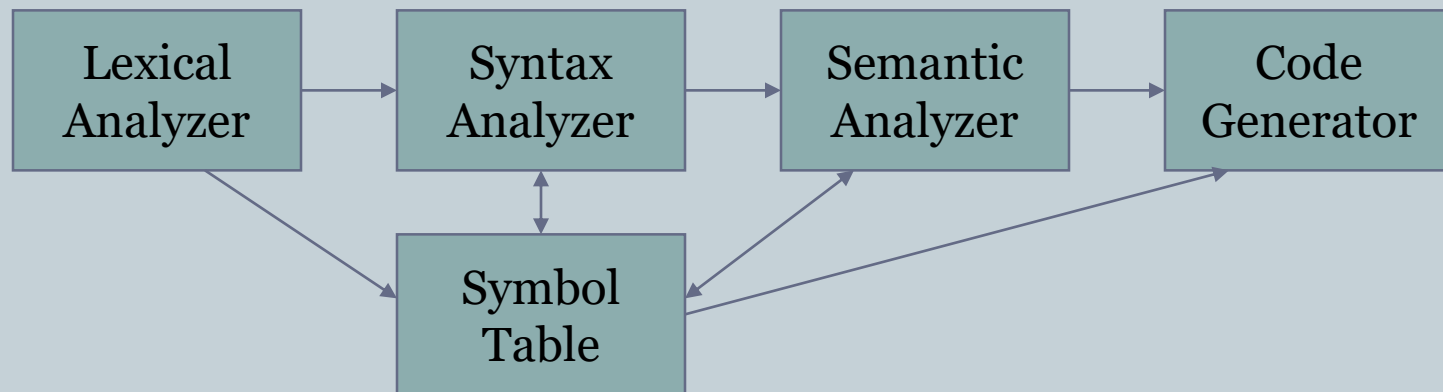 Lexical
Analyzer
Syntax
Analyzer
Semantic
Analyzer
Code
Generator
Symbol
Table